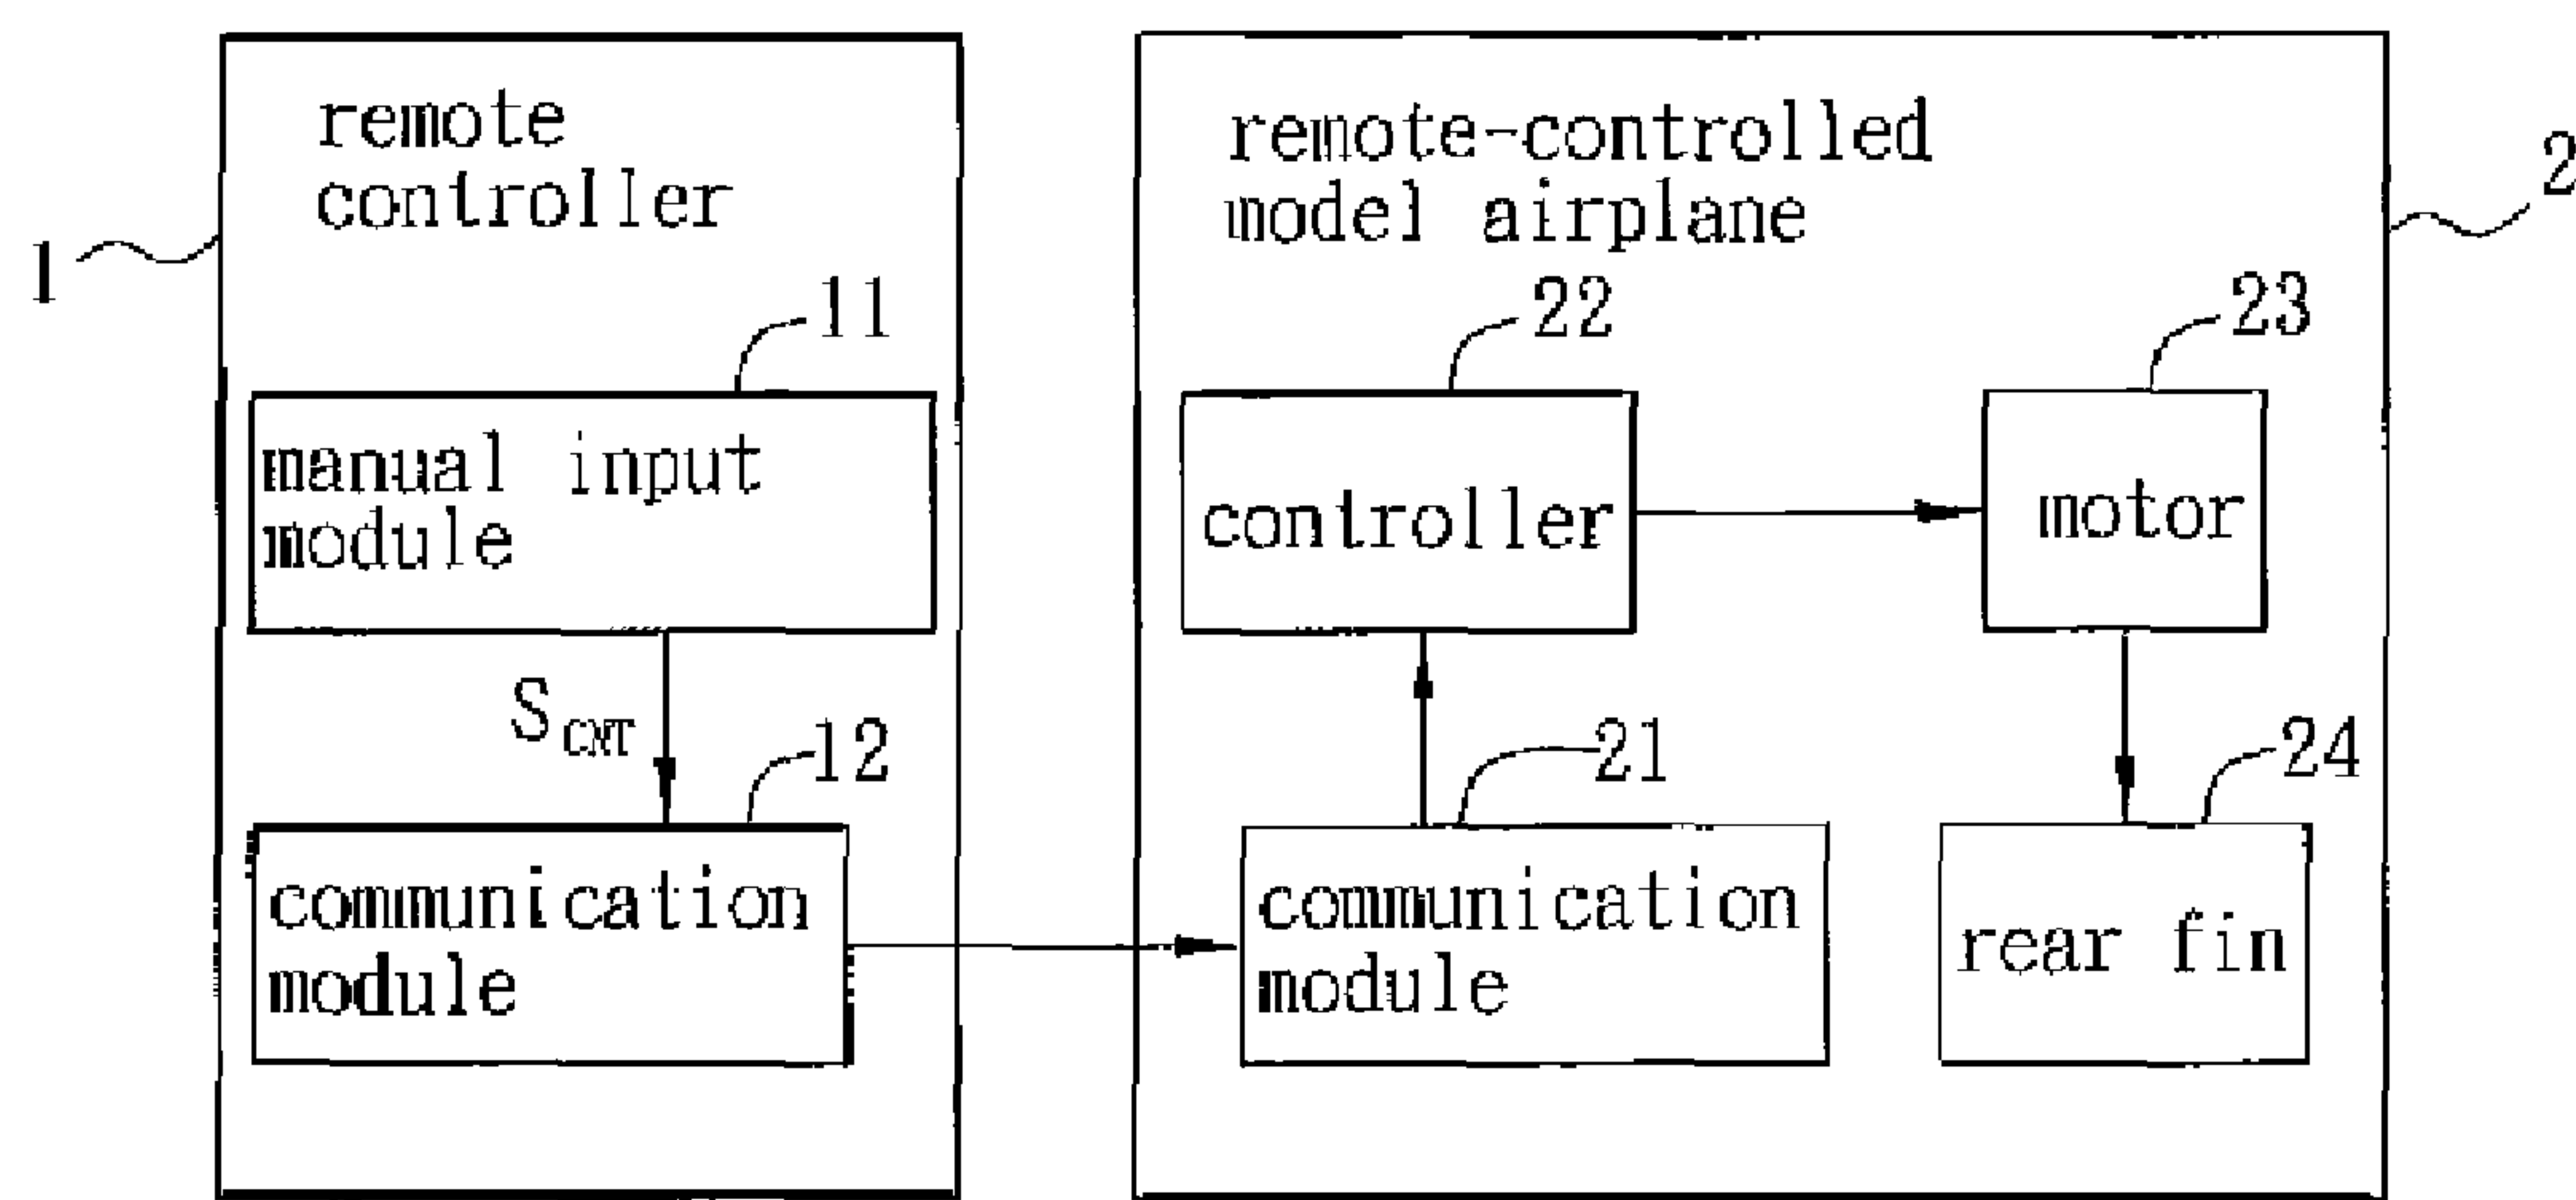 remote
controller
1
11
manual input
module
S CNT
12
communication
module
remote-controlled
model airplane
2
22
23
controller
motor
21
24
communication
module
rear fin